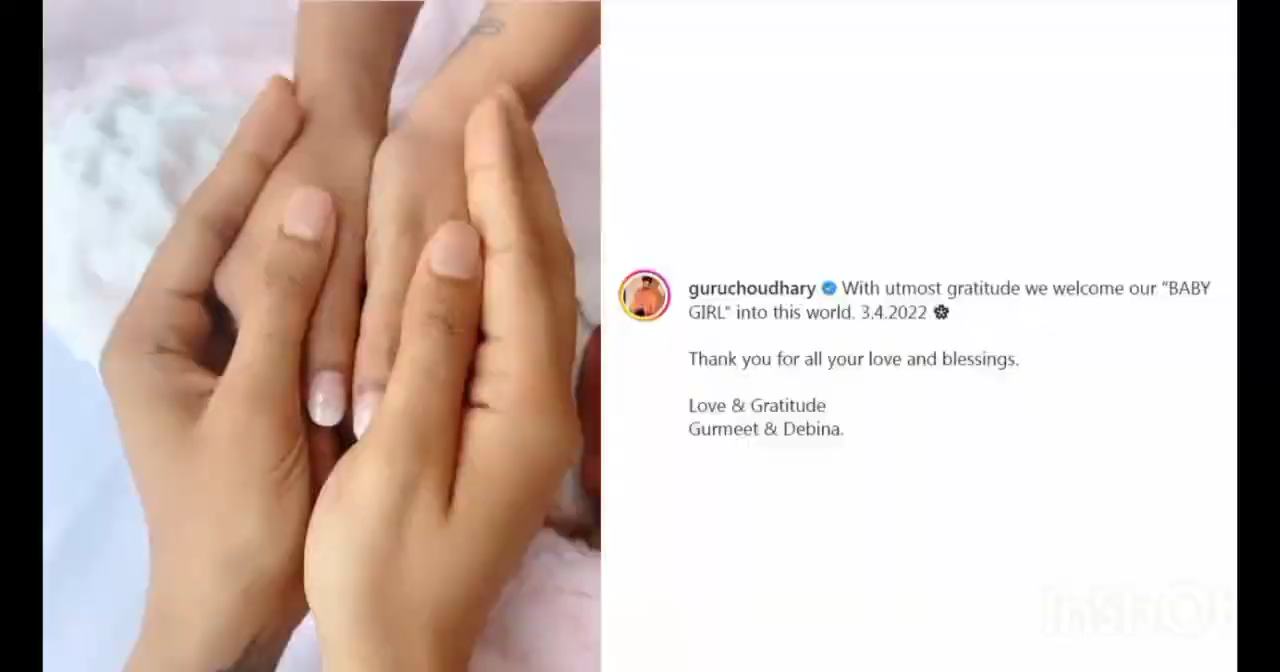 guruchoudhary With utmost gratitude we welcome our "BABY
GIRL" into this world. 3.4.2022
Thank you for all your love and blessings.
Love & Gratitude
Gurmeet & Debina.